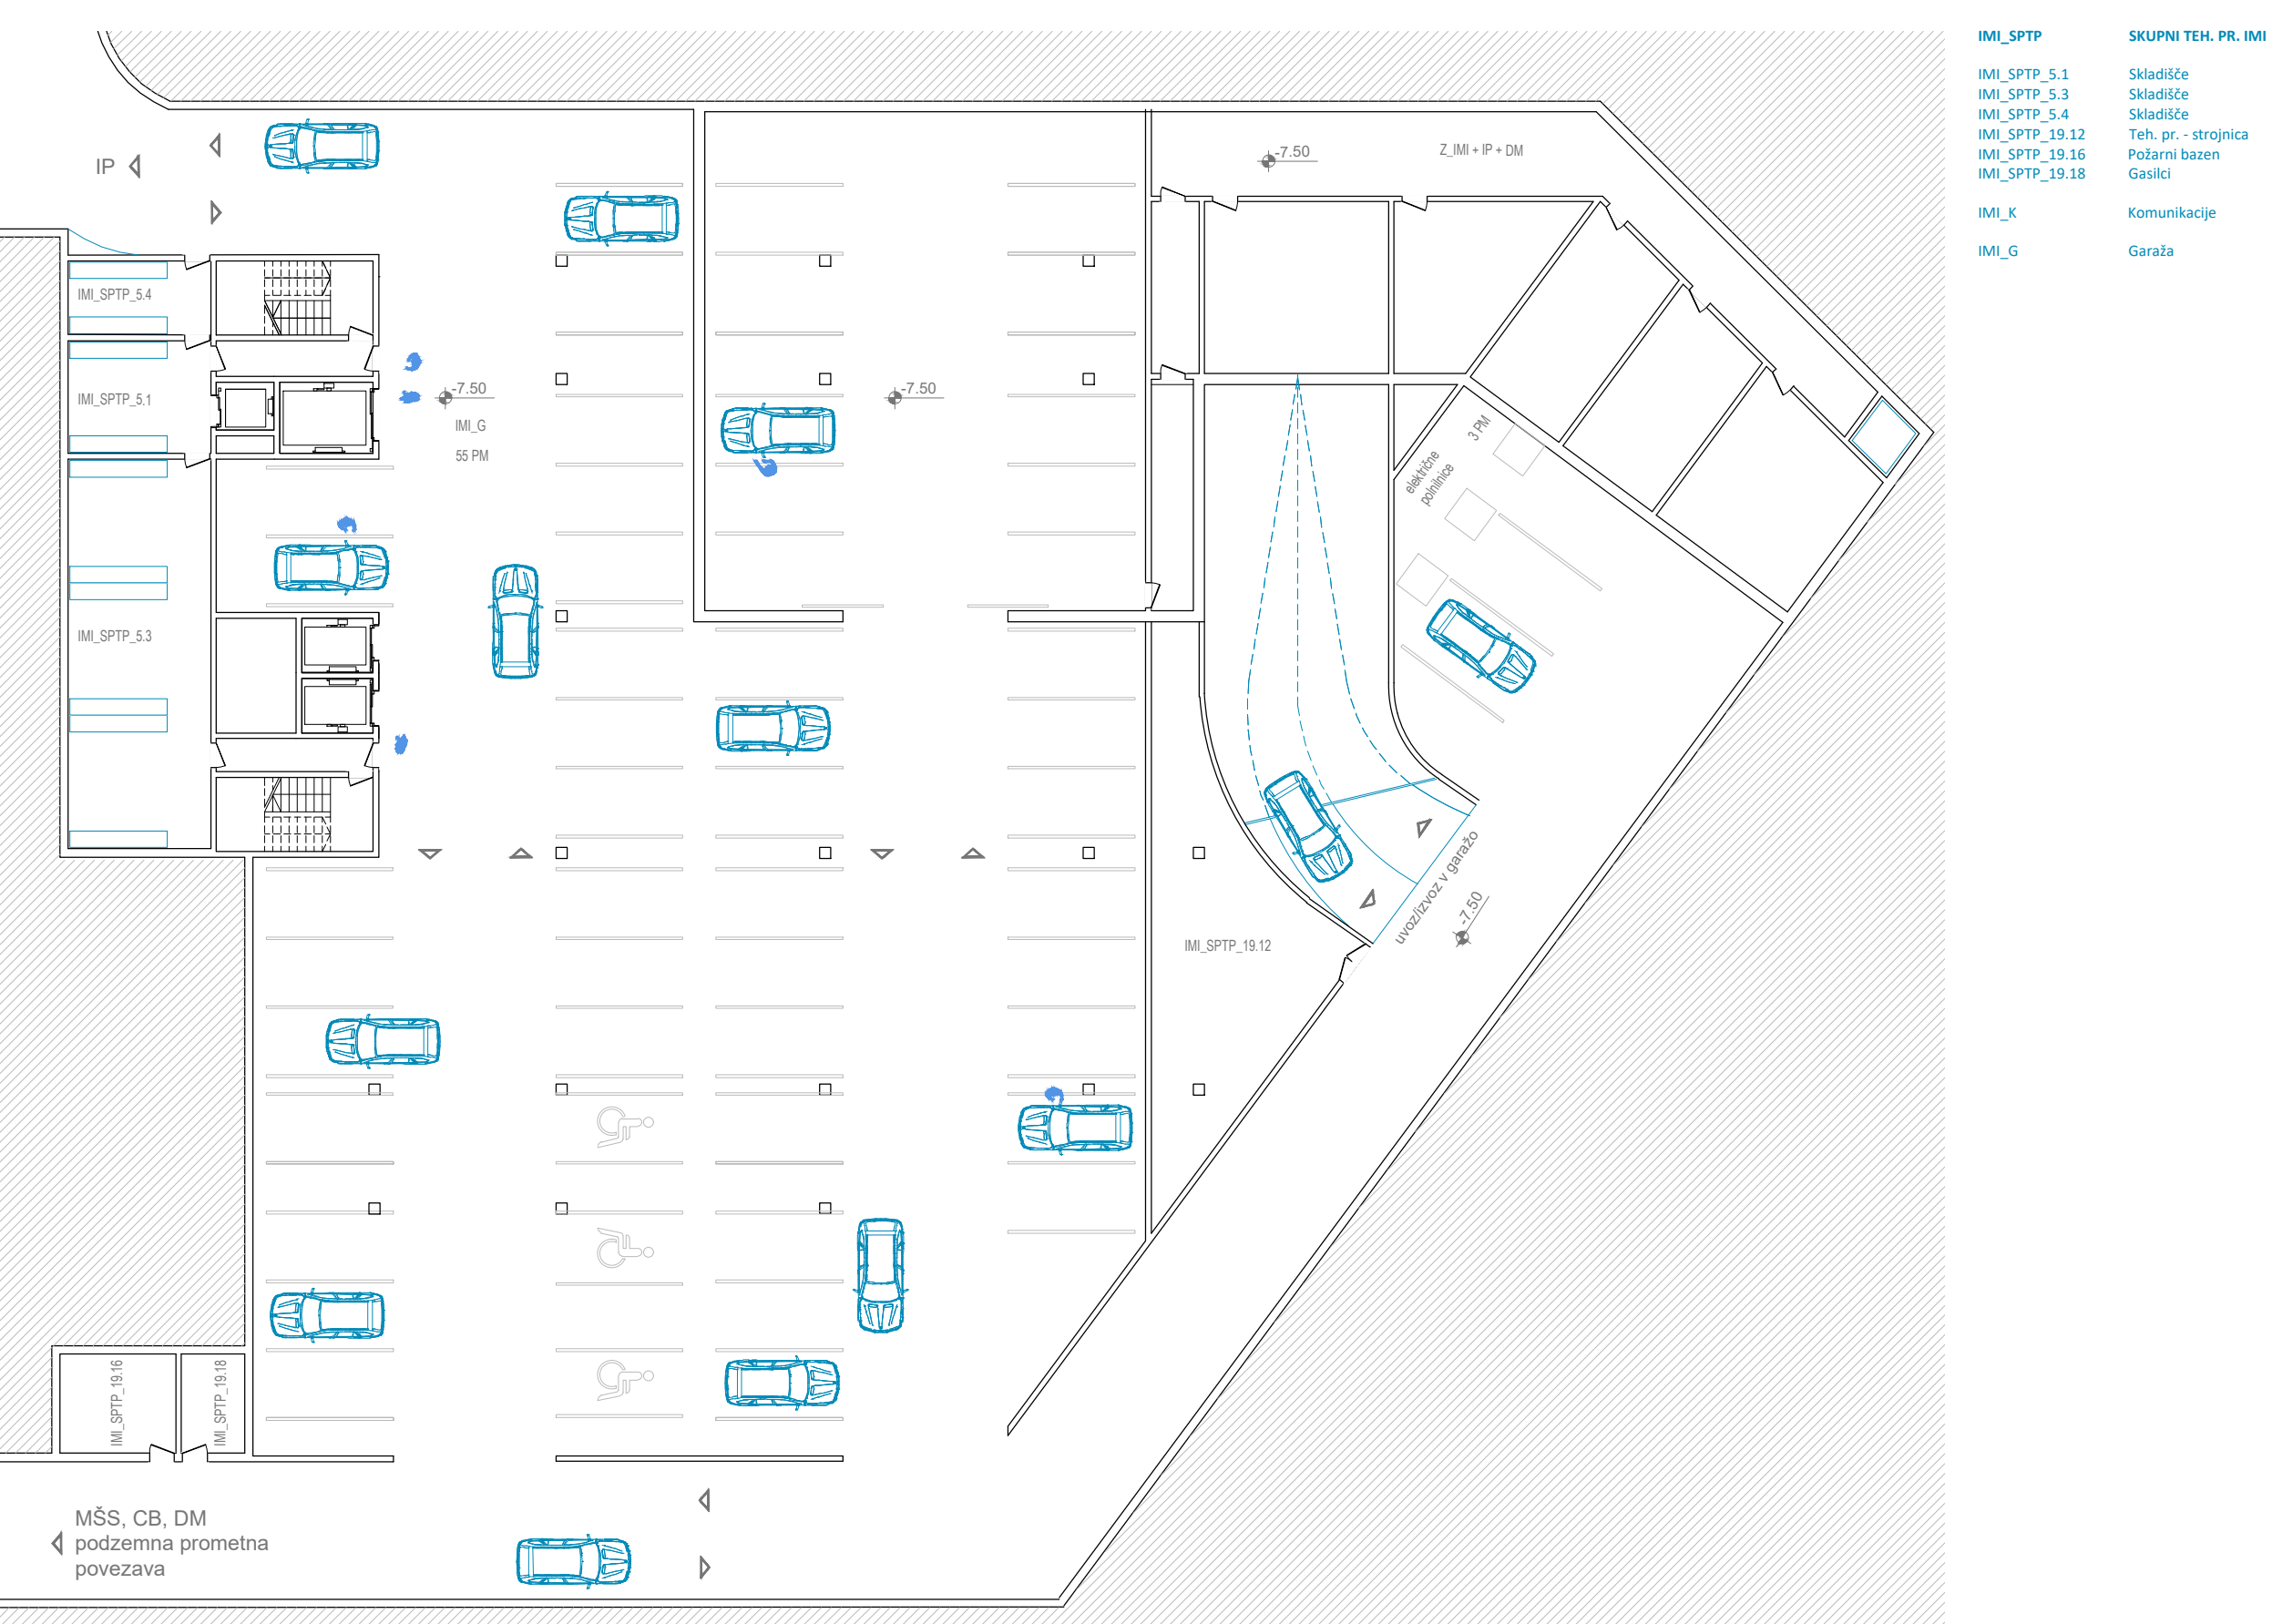 IMI_SPTP SKUPNI TEH. PR. IMI
IMI_SPTP_5.1 Skladišče
IMI_SPTP_5.3 Skladišče
IMI_SPTP_5.4 Skladišče
IMI_SPTP_19.12 Teh. pr. - strojnica
IMI_SPTP_19.16 Požarni bazen
IMI_SPTP_19.18 Gasilci
IMI_K Komunikacije
IMI_G Garaža
IP
-7.50
Z_IMI + IP + DM
IMI_SPTP_5.4
IMI_SPTP_5.1
-7.50
IMI_G
55 PM
-7.50
3 PM
električne
polnilnice
IMI_SPTP_5.3
uvoz/izvoz v garažo
-7.50
IMI_SPTP_19.12
IMI_SPTP_19.16
IMI_SPTP_19.18
MŠS, CB, DM
podzemna prometna
povezava